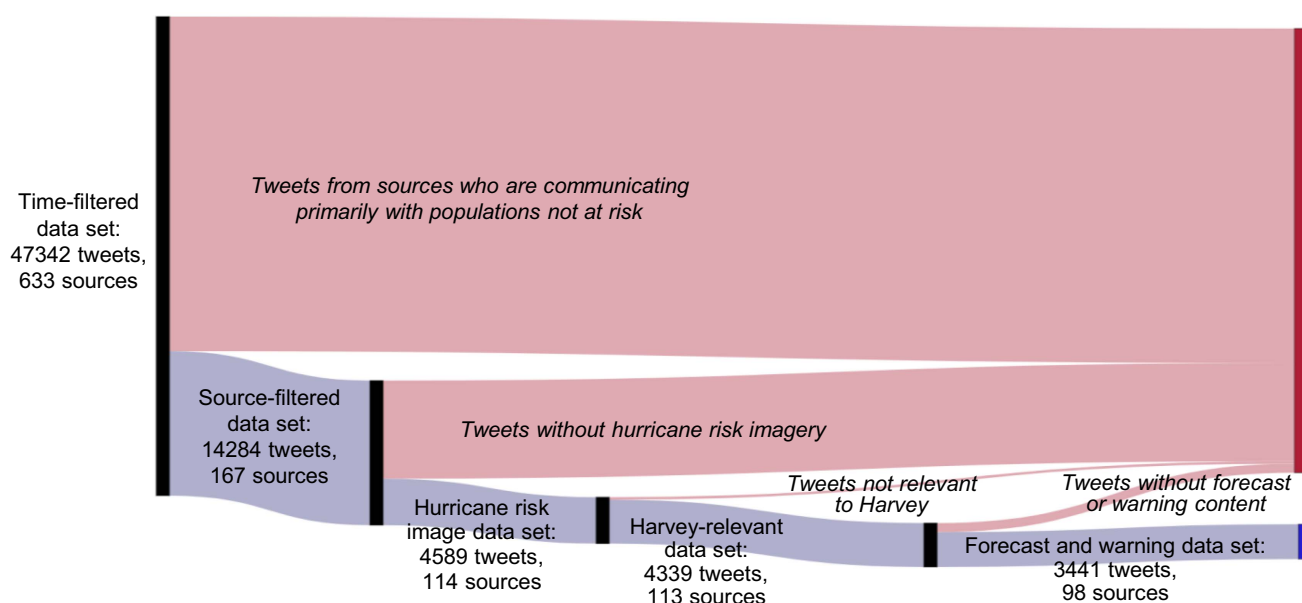 Tweets from sources who are communicating
primarily with populations not at risk
Time-filtered
data set:
47342 tweets,
633 sources
Source-filtered
data set:
14284 tweets,
167 sources
Tweets without hurricane risk imagery
Tweets not relevant
to Harvey
Tweets without forecast
or warning content
Hurricane risk
image data set:
4589 tweets,
114 sources
Harvey-relevant
data set:
4339 tweets,
113 sources
Forecast and warning data set:
3441 tweets,
98 sources